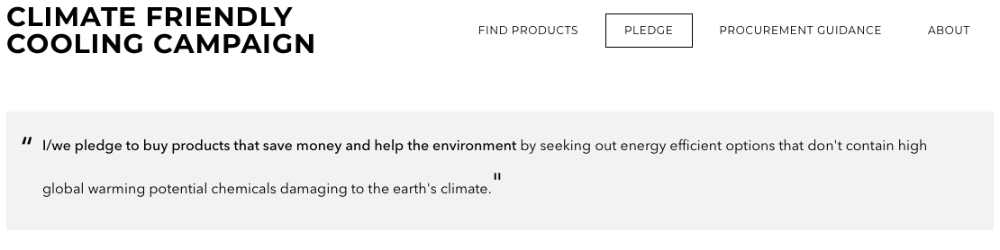 CLIMATE FRIENDLY
COOLING CAMPAIGN
FIND PRODUCTS
PLEDGE
PROCUREMENT GUIDANCE
ABOUT
“ I/we pledge to buy products that save money and help the environment by seeking out energy efficient options that don't contain high
global warming potential chemicals damaging to the earth's climate."